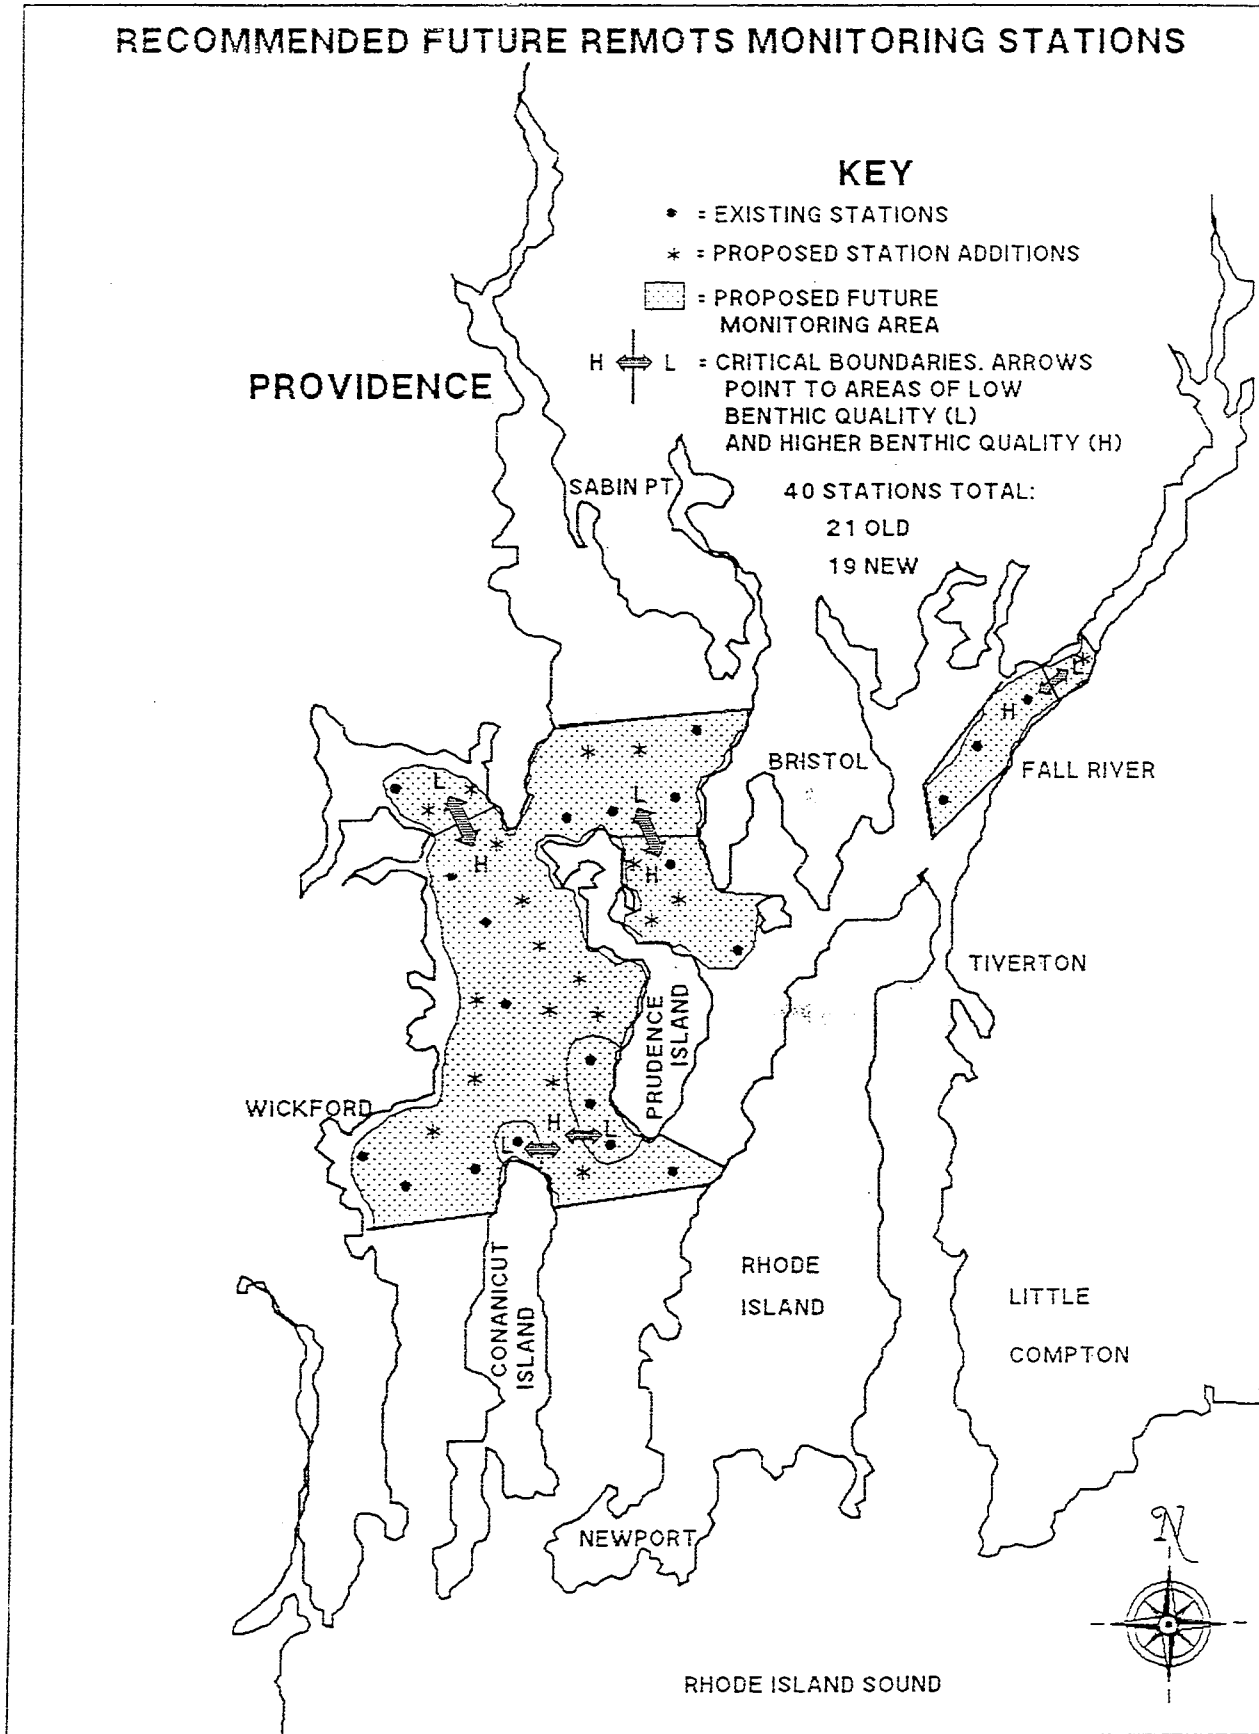 RECOMMENDED FUTURE REMOTS MONITORING STATIONS
KEY
• = EXISTING STATIONS
* = PROPOSED STATION ADDITIONS
= PROPOSED FUTURE
MONITORING AREA
H L = CRITICAL BOUNDARIES. ARROWS
POINT TO AREAS OF LOW
BENTHIC QUALITY (L)
AND HIGHER BENTHIC QUALITY (H)
40 STATIONS TOTAL:
21 OLD
19 NEW
PROVIDENCE
SABIN PT
L
H
BRISTOL
FALL RIVER
L
L
H
H
TIVERTON
PRUDENCE
ISLAND
WICKFORD
H
L
L
CONANICUT
ISLAND
RHODE
ISLAND
LITTLE
COMPTON
NEWPORT
N
RHODE ISLAND SOUND